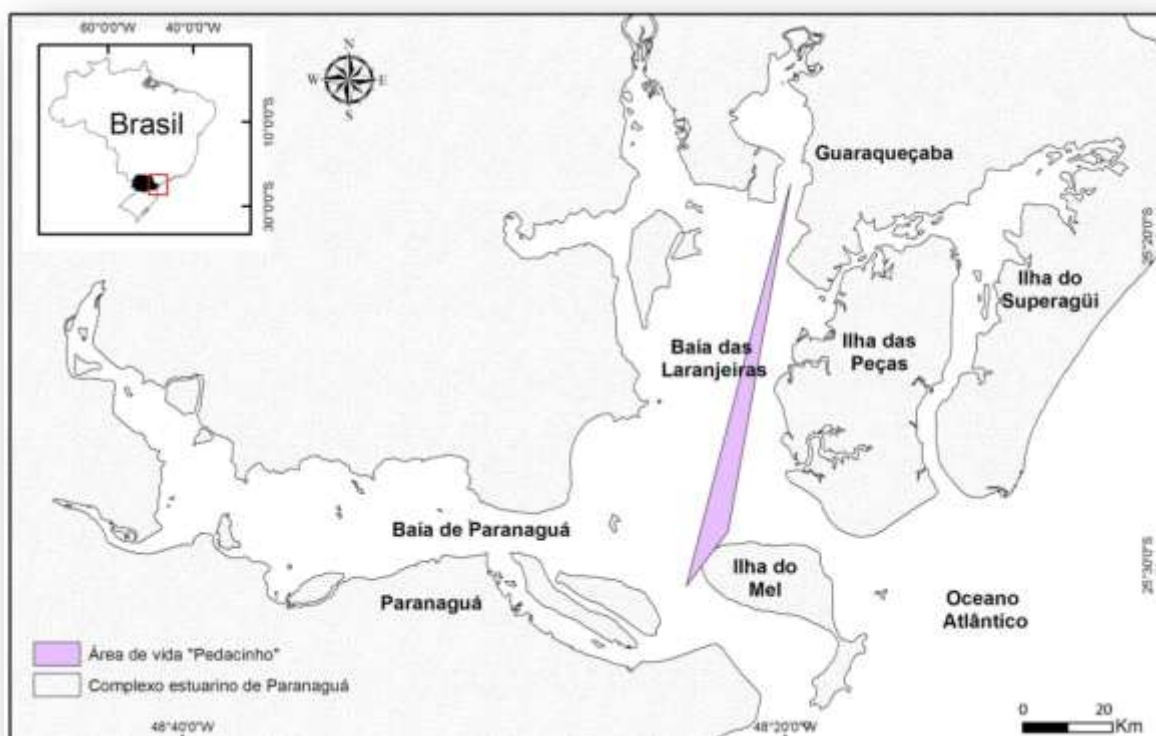 60°0'0"W
40°0'0"W
N
W
E
S
Brasil
10°0'0"S
30°0'0"S
Guaraqueçaba
25°20'0"S
Ilha do
Superagüi
Baia das
Laranjeiras
Ilha das
Peças
Baia de Paranaguá
25°30'0"S
Ilha do
Mel
Paranaguá
Oceano
Atlântico
Área de vida "Pedacinho"
Complexo estuarino de Paranaguá
0
20
Km
48°40'0"W
48°20'0"W